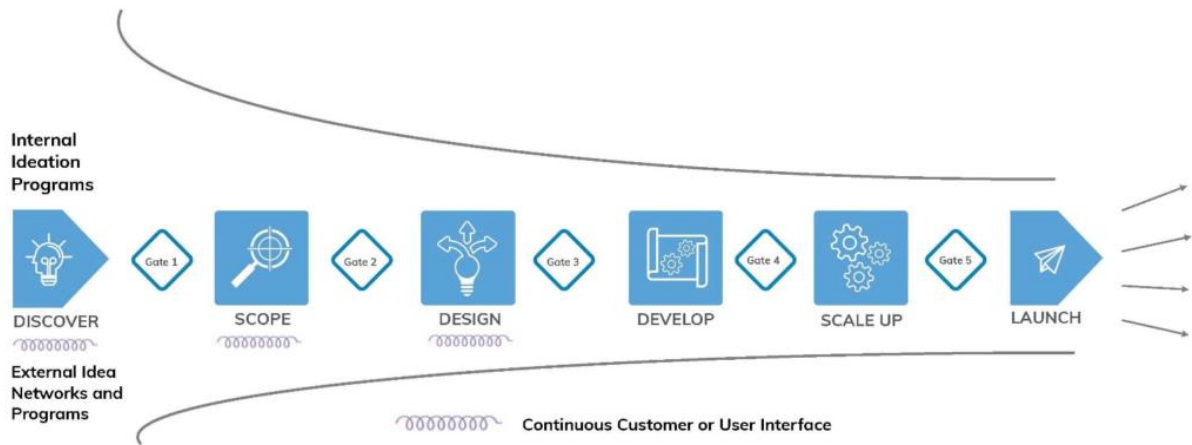 Internal
Ideation
Programs
Gate 1
Gate 2
Gate 3
Gate 4
Gate 5
DISCOVER
SCOPE
DESIGN
DEVELOP
SCALE UP
LAUNCH
External Idea
Networks and
Programs
Continuous Customer or User Interface